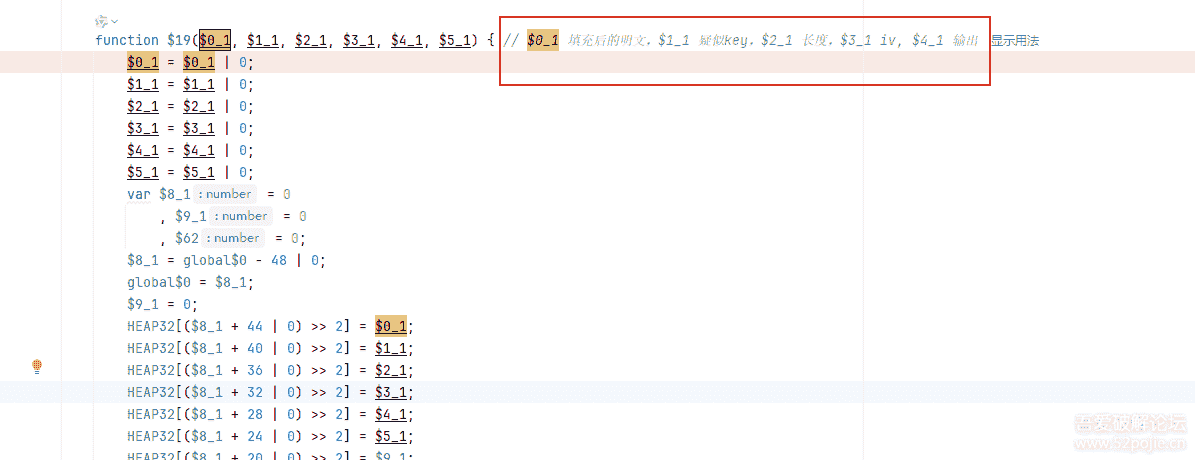 function $19($0_1, $1_1, $2_1, $3_1, $4_1, $5_1) { // $0_1 填充后的明文，$1_1 疑似key，$2_1 长度，$3_1 iv, $4_1 输出 显示用法
$0_1 = $0_1 | 0;
$1_1 = $1_1 | 0;
$2_1 = $2_1 | 0;
$3_1 = $3_1 | 0;
$4_1 = $4_1 | 0;
$5_1 = $5_1 | 0;
var $8_1 : number = 0
, $9_1 : number = 0
, $62 : number = 0;
$8_1 = global$0 - 48 | 0;
global$0 = $8_1;
$9_1 = 0;
HEAP32[($8_1 + 44 | 0) >> 2] = $0_1;
HEAP32[($8_1 + 40 | 0) >> 2] = $1_1;
HEAP32[($8_1 + 36 | 0) >> 2] = $2_1;
HEAP32[($8_1 + 32 | 0) >> 2] = $3_1;
HEAP32[($8_1 + 28 | 0) >> 2] = $4_1;
HEAP32[($8_1 + 24 | 0) >> 2] = $5_1;
HEAP32[($8_1 + 20 | 0) >> 2] = $9_1;
吾爱破解论坛
www.52pojie.cn